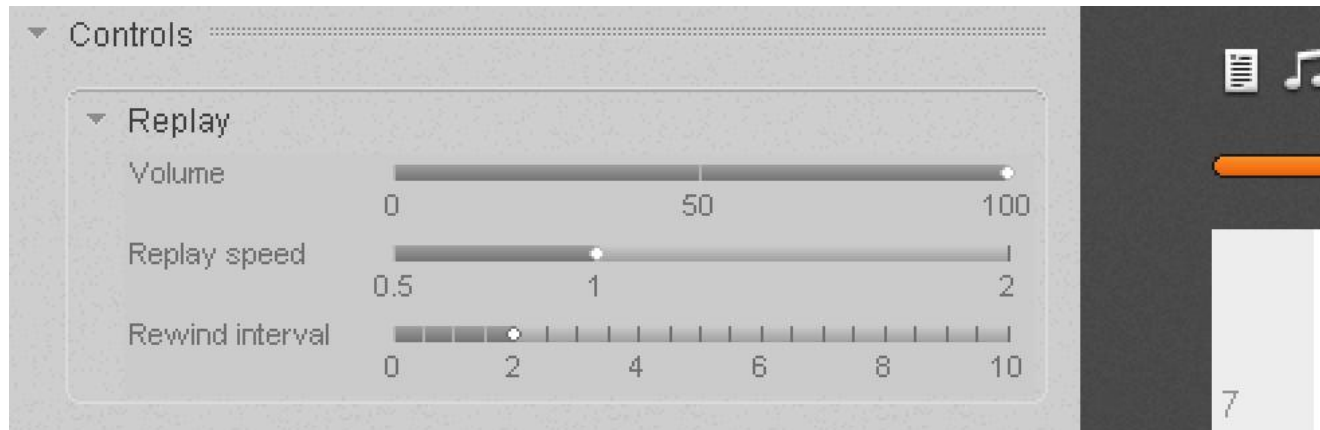 Controls
Replay
Volume
0 50 100
Replay speed
0.5 1 2
Rewind interval
0 2 4 6 8 10
7